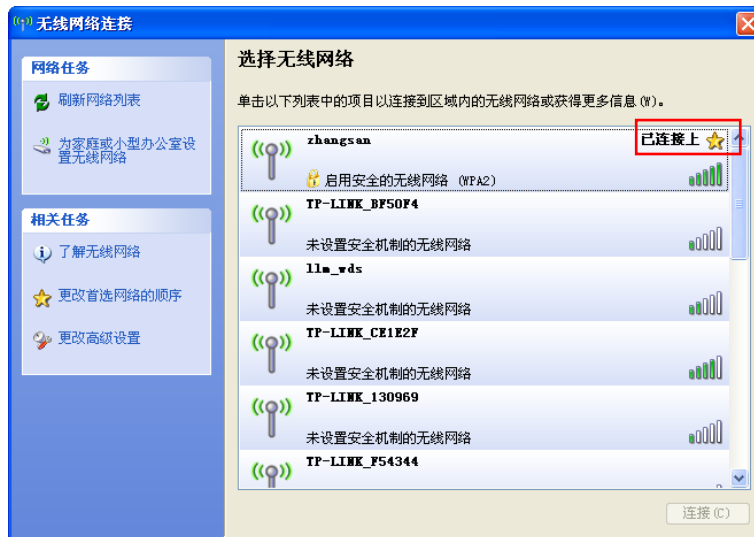 无线网络连接
网络任务
刷新网络列表
为家庭或小型办公室设
置无线网络
相关任务
了解无线网络
更改首选网络的顺序
更改高级设置
选择无线网络
单击以下列表中的项目以连接到区域内的无线网络或获得更多信息(W)。
zhangsan
已连接上
启用安全的无线网络 (WPA2)
TP-LINK_BF50F4
未设置安全机制的无线网络
llm_wds
未设置安全机制的无线网络
TP-LINK_CE1E2F
未设置安全机制的无线网络
TP-LINK_130969
未设置安全机制的无线网络
TP-LINK_F54344
连接(C)